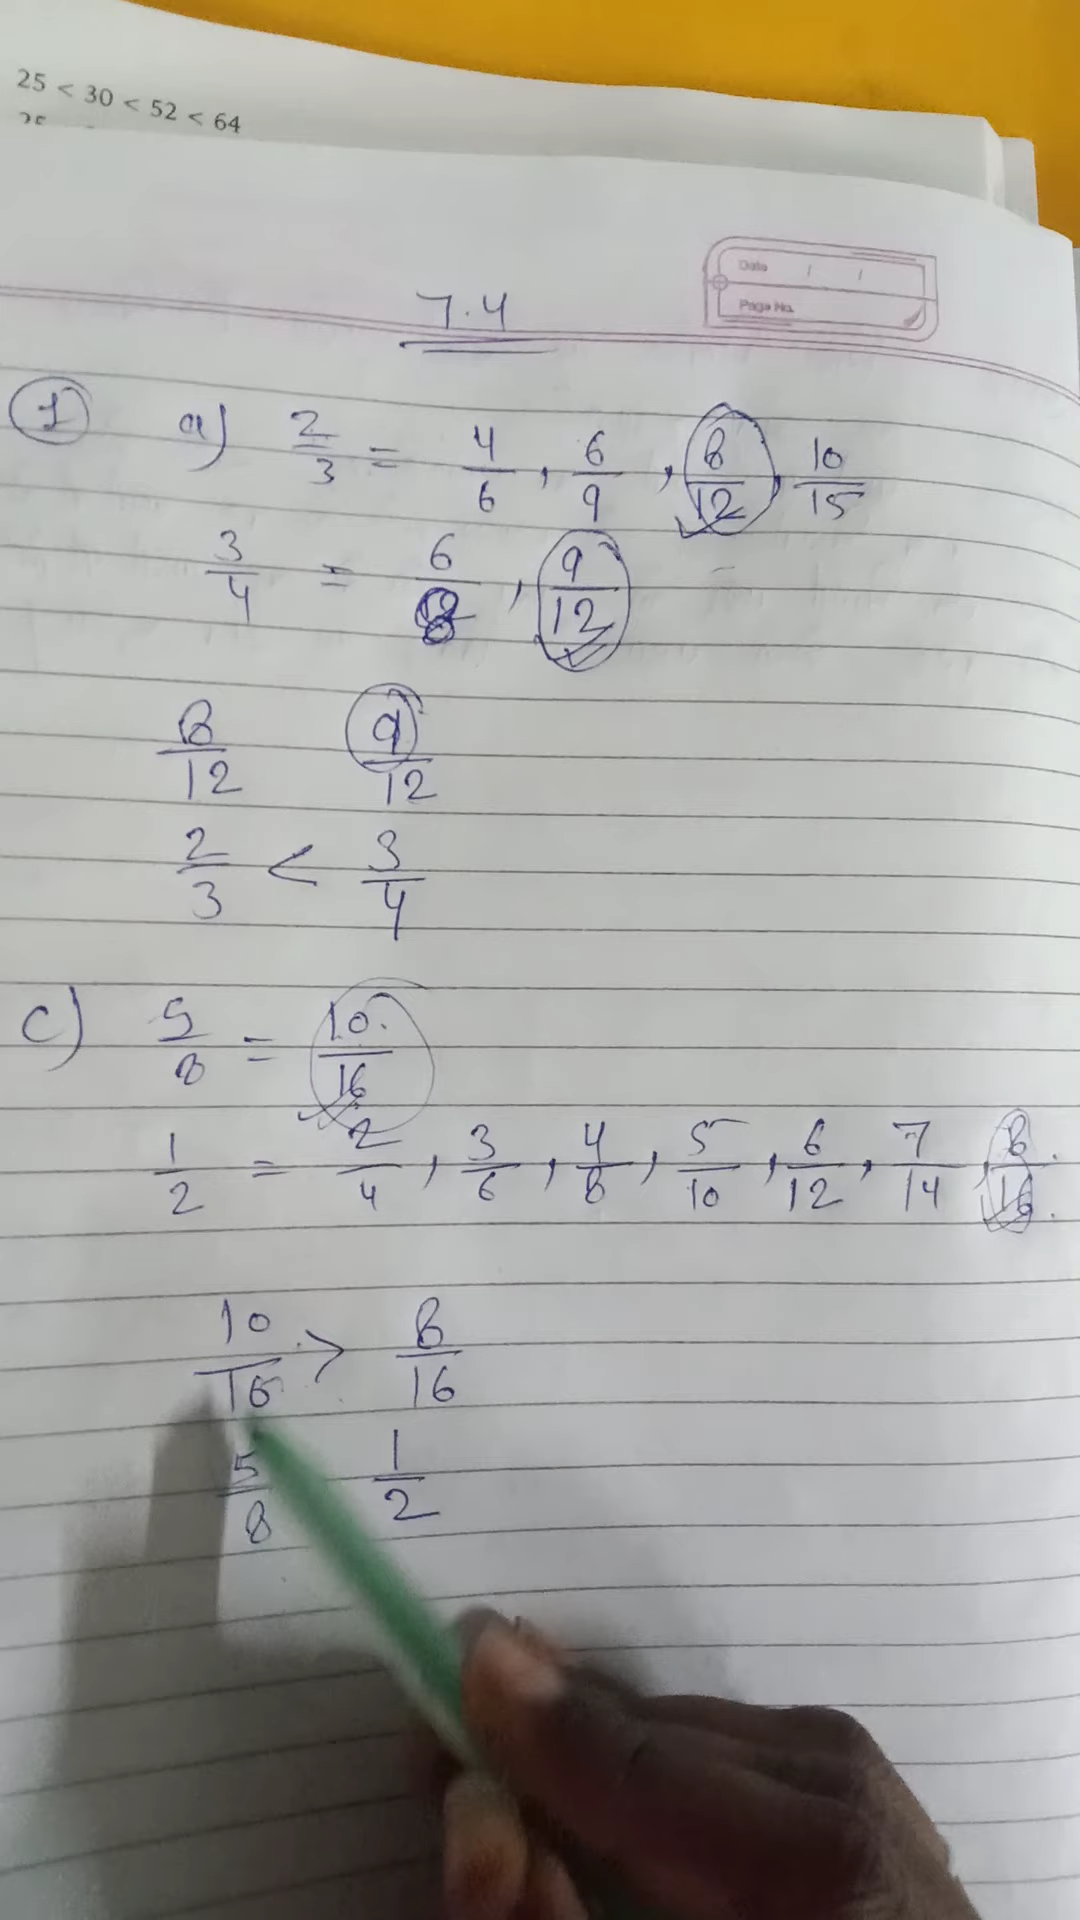 25 < 30 < 52 < 64
25
Date / /
Page No.
7.4
1 a) 2/3 = 4/6, 6/9, 8/12, 10/15
3/4 = 6/8, 9/12
8/12 9/12
2/3 < 3/4
c) 5/8 = 10/16
1/2 = 2/4, 3/6, 4/8, 5/10, 6/12, 7/14, 8/16
10/16 > 8/16
5/8 1/2